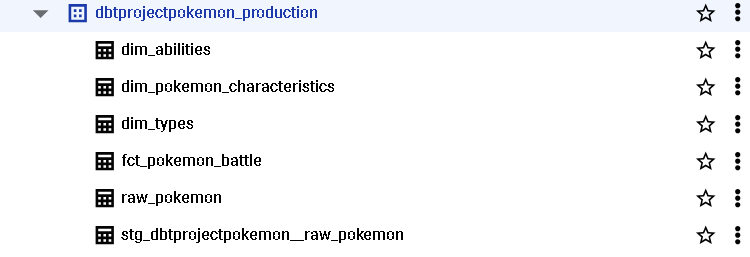 dbtprojectpokemon_production
dim_abilities
dim_pokemon_characteristics
dim_types
fct_pokemon_battle
raw_pokemon
stg_dbtprojectpokemon__raw_pokemon